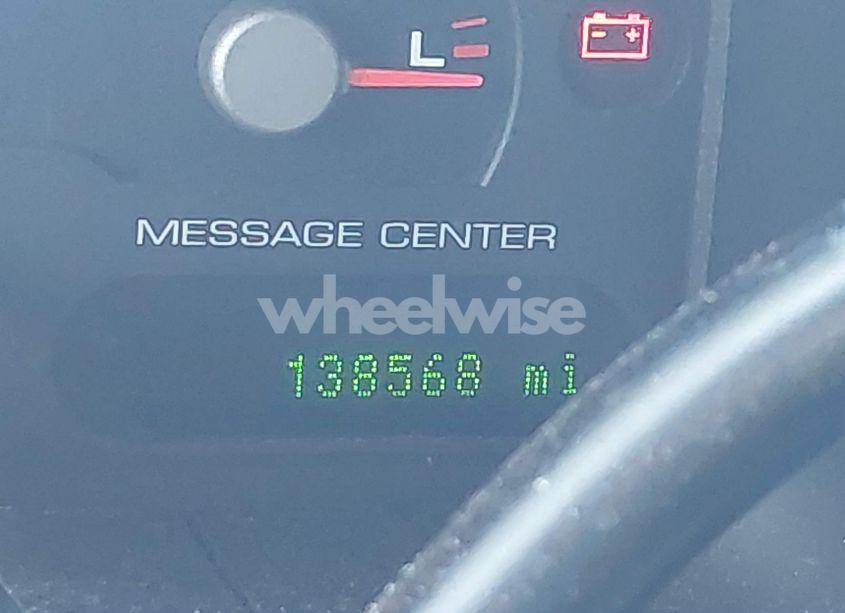 L
- +
MESSAGE CENTER
wheelwise
138568 mi